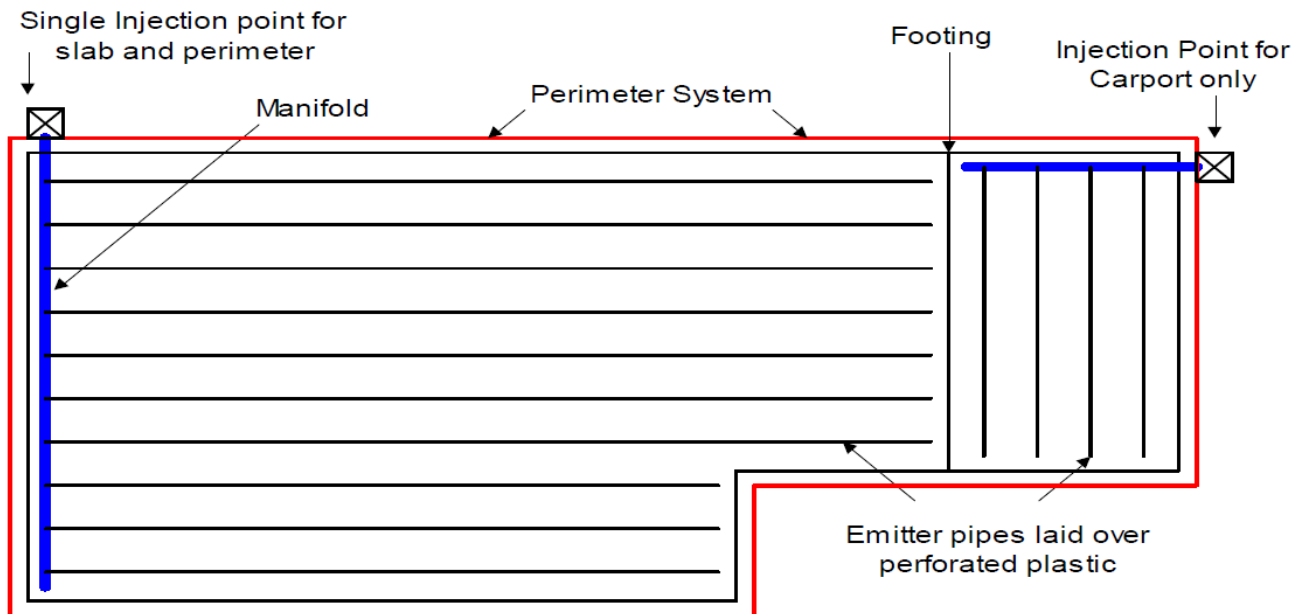 Single Injection point for
slab and perimeter
Manifold
Perimeter System
Footing
Injection Point for
Carport only
Emitter pipes laid over
perforated plastic